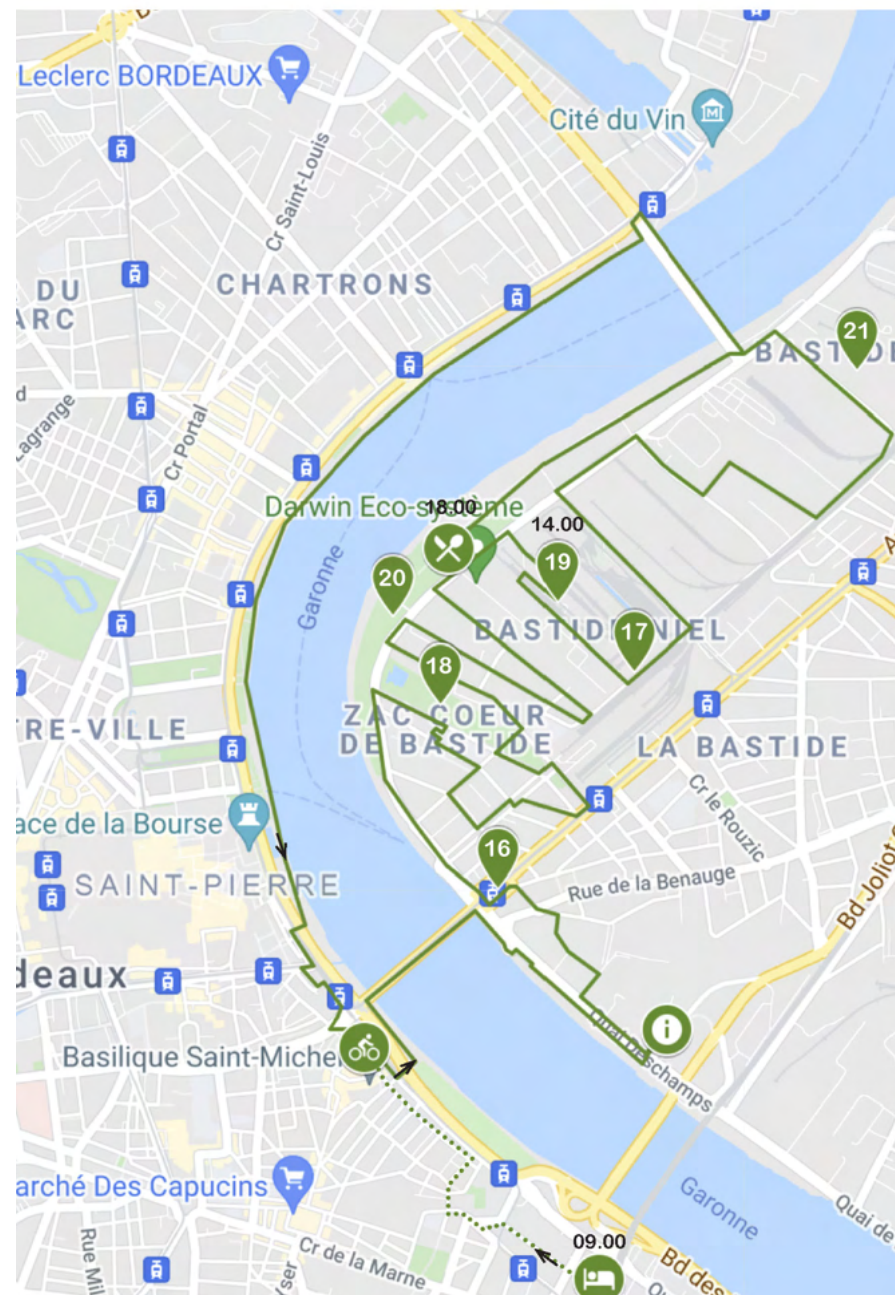 Leclerc BORDEAUX
Cité du Vin
Cr Saint-Louis
DU
CHARTRONS
ARC
21
BASTIDE
Lagrange
Cr Portal
18.00
Darwin Eco-système
14.00
Garonne
19
20
BASTIDE NIEL
17
18
ZAC COEUR
DE BASTIDE
TRE-VILLE
LA BASTIDE
Cr le Rouzic
ace de la Bourse
16
SAINT-PIERRE
Rue de la Benauge
Bd Joliot
deaux
i
Quai Deschamps
Basilique Saint-Michel
arché Des Capucins
Garonne
Quai de
09.00
Cr de la Marne
Rue Mil
Yser
Bd des